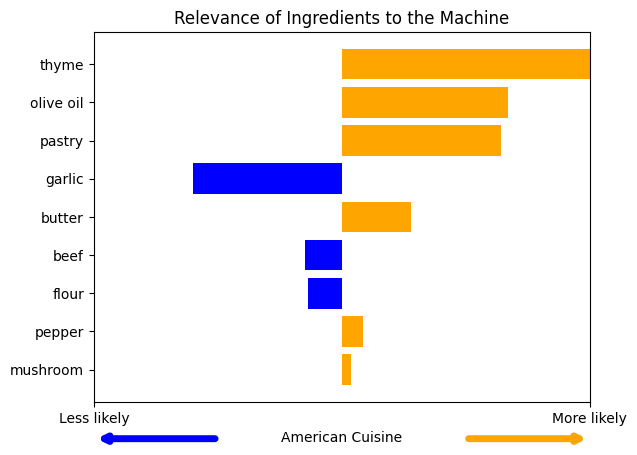 Relevance of Ingredients to the Machine
thyme
olive oil
pastry
garlic
butter
beef
flour
pepper
mushroom
Less likely
More likely
American Cuisine